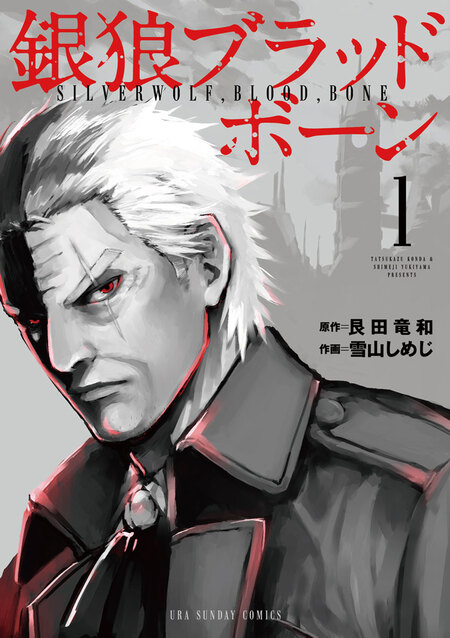 銀狼ブラッド
SILVERWOLF, BLOOD, BONE
ボーン
1
TATSUKAZU KONDA &
SHIMEJI YUKIYAMA
PRESENTS
原作=艮田竜和
作画=雪山しめじ
URA SUNDAY COMICS